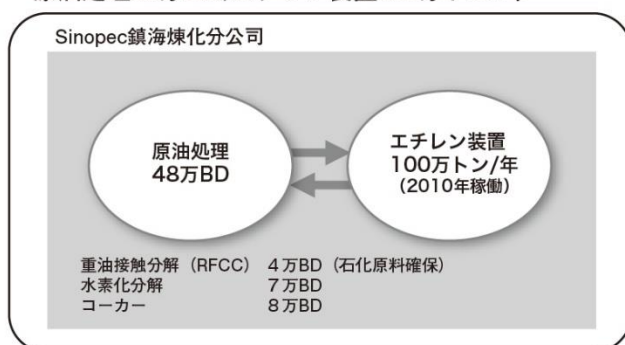 Sinopec鎮海煉化分公司
原油処理
48万BD
エチレン装置
100万トン/年
(2010年稼働)
重油接触分解(RFCC) 4万BD(石化原料確保)
水素化分解 7万BD
コーカー 8万BD